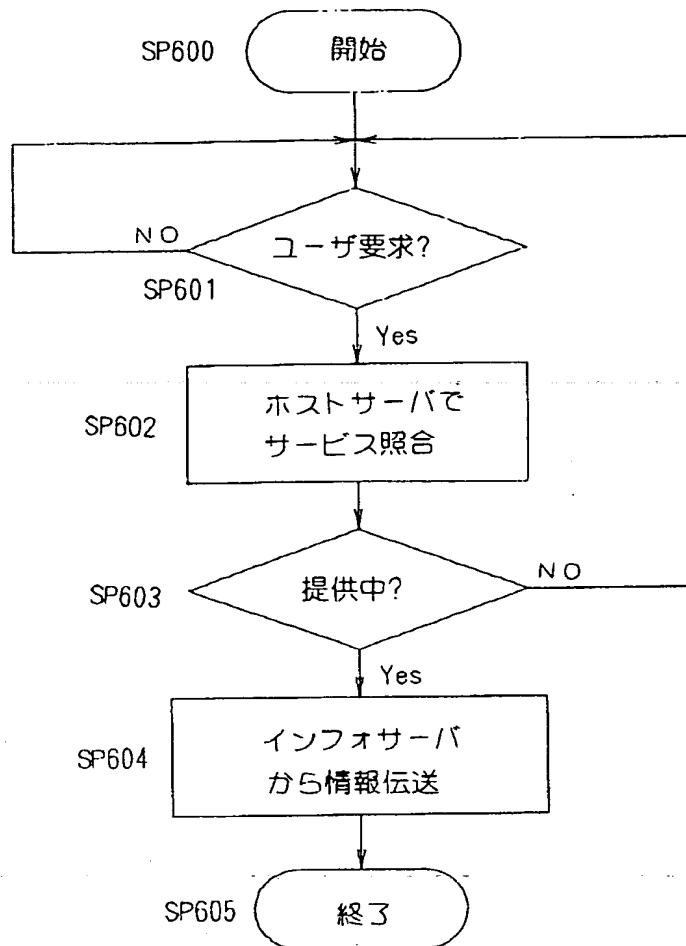 SP600
開始
NO
ユーザ要求?
SP601
Yes
SP602
ホストサーバで
サービス照合
SP603
提供中?
NO
Yes
SP604
インフォサーバ
から情報伝送
SP605
終了